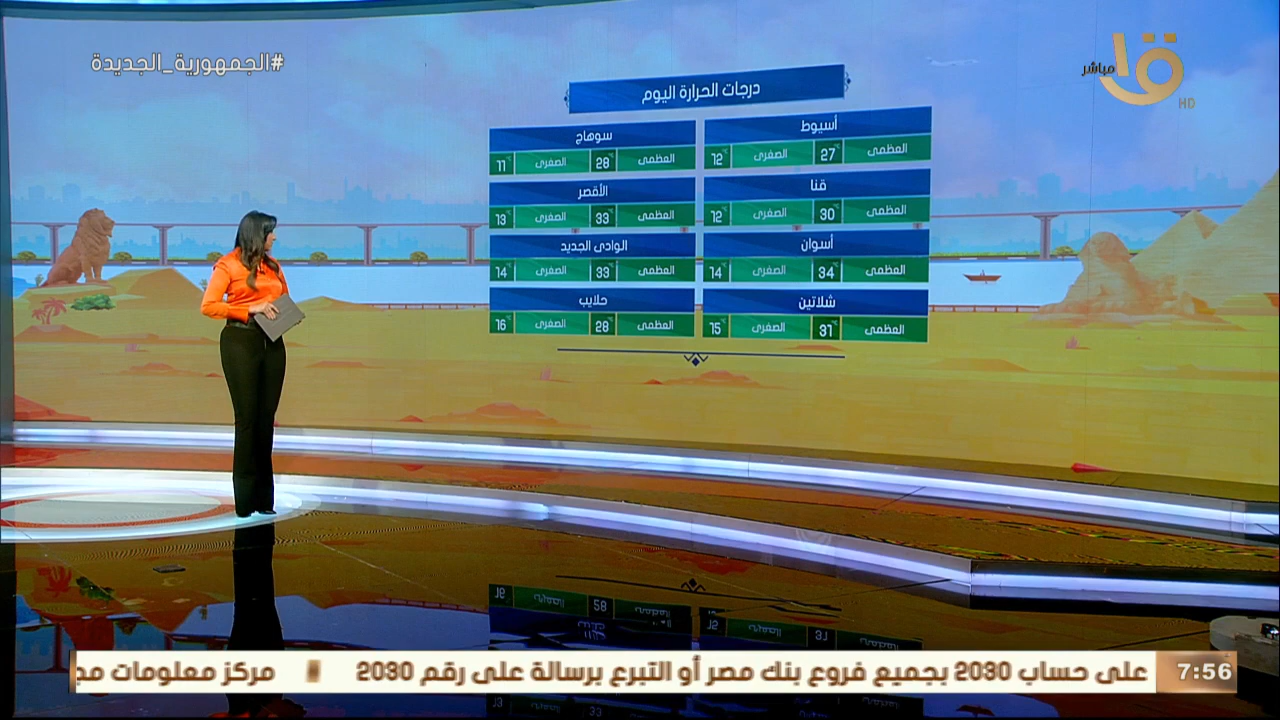 #الجمهورية_الجديدة
مباشر
HD
درجات الحرارة اليوم
أسيوط
العظمى 27°c الصغرى 12°c
سوهاج
العظمى 28°c الصغرى 11°c
قنا
العظمى 30°c الصغرى 12°c
الأقصر
العظمى 33°c الصغرى 13°c
أسوان
العظمى 34°c الصغرى 14°c
الوادى الجديد
العظمى 33°c الصغرى 14°c
شلاتين
العظمى 31°c الصغرى 15°c
حلايب
العظمى 28°c الصغرى 16°c
7:56
على حساب 2030 بجميع فروع بنك مصر أو التبرع برسالة على رقم 2030 مركز معلومات مج